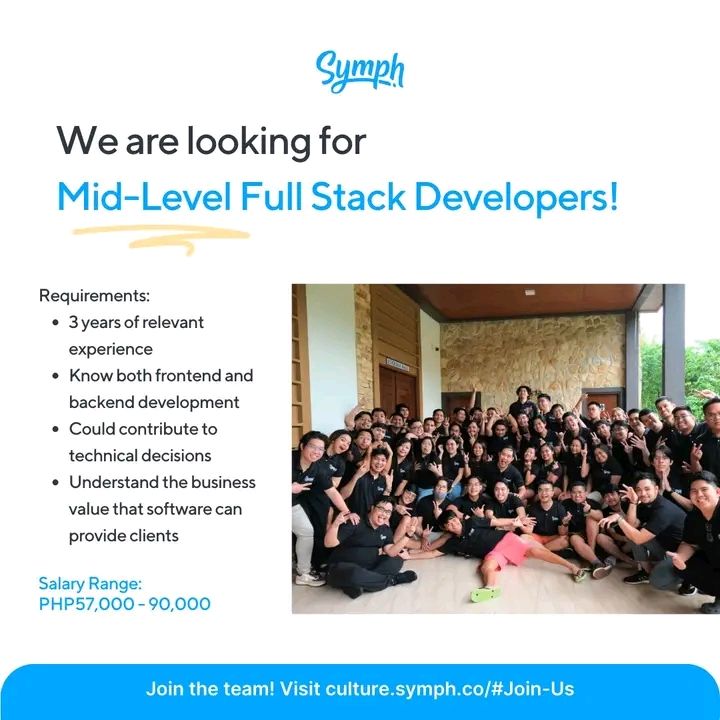 Symph
We are looking for
Mid-Level Full Stack Developers!
Requirements:
• 3 years of relevant
experience
• Know both frontend and
backend development
• Could contribute to
technical decisions
• Understand the business
value that software can
provide clients
Salary Range:
PHP57,000 - 90,000
Join the team! Visit culture.symph.co/#Join-Us